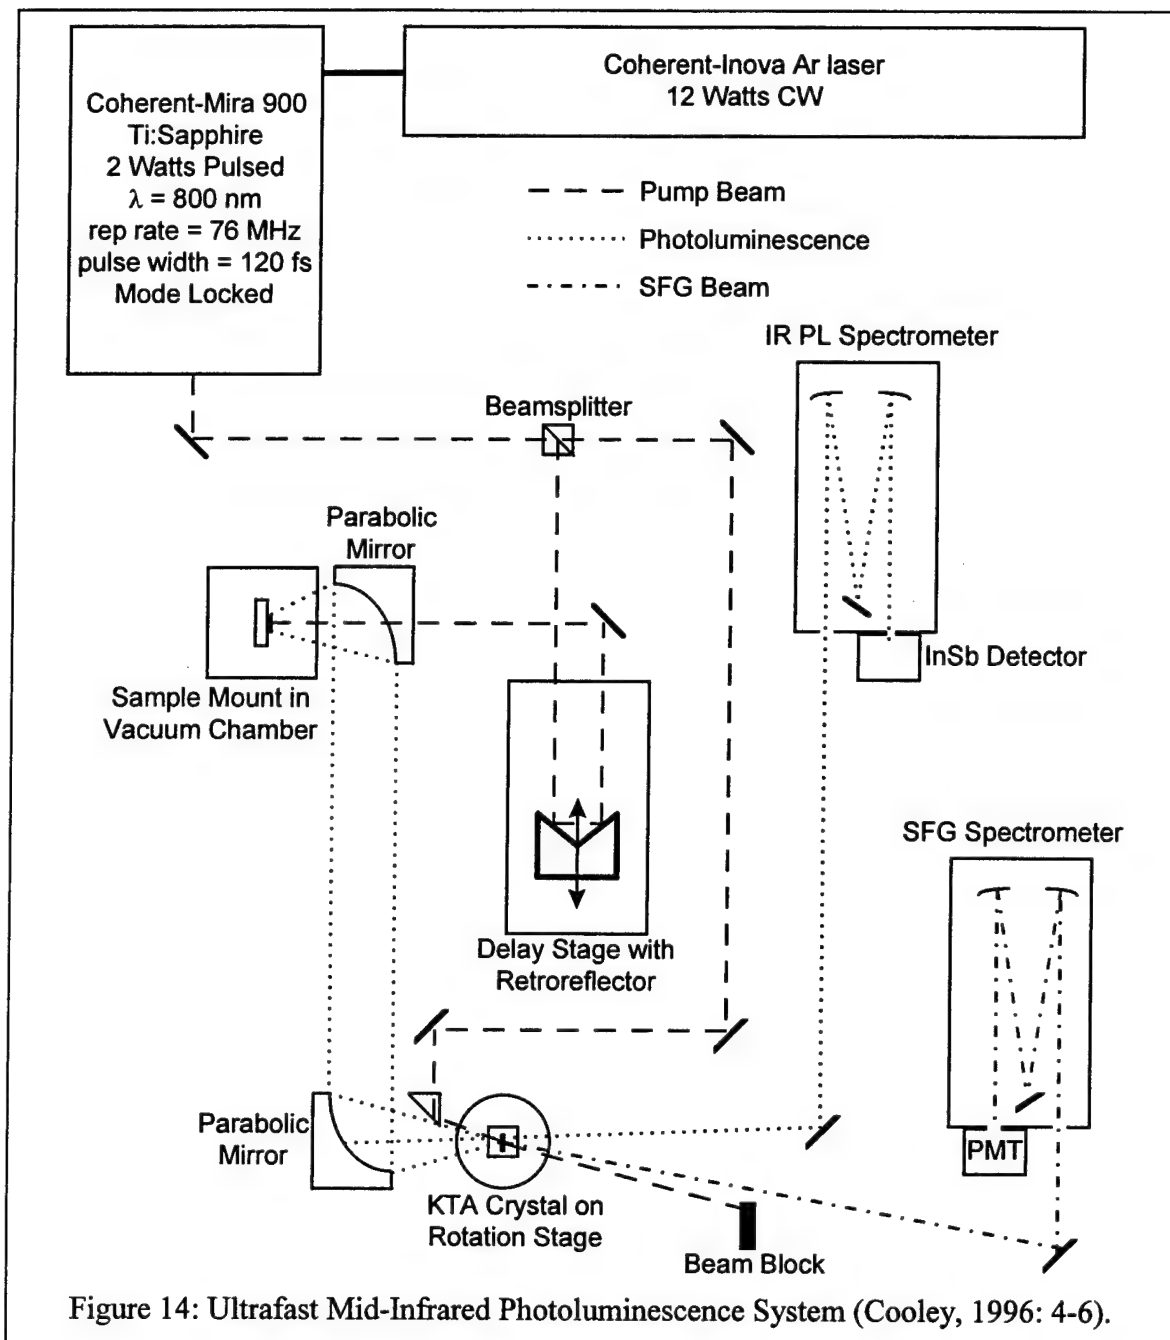 Coherent-Mira 900
Ti:Sapphire
2 Watts Pulsed
λ = 800 nm
rep rate = 76 MHz
pulse width = 120 fs
Mode Locked
Coherent-Inova Ar laser
12 Watts CW
Pump Beam
Photoluminescence
SFG Beam
IR PL Spectrometer
Beamsplitter
Parabolic
Mirror
InSb Detector
Sample Mount in
Vacuum Chamber
SFG Spectrometer
Delay Stage with
Retroreflector
Parabolic
Mirror
PMT
KTA Crystal on
Rotation Stage
Beam Block
Figure 14: Ultrafast Mid-Infrared Photoluminescence System (Cooley, 1996: 4-6).